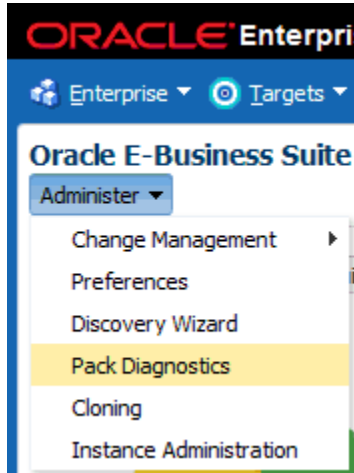 ORACLE Enterpri
Enterprise Targets
Oracle E-Business Suite
Administer
Change Management
Preferences
Discovery Wizard
Pack Diagnostics
Cloning
Instance Administration